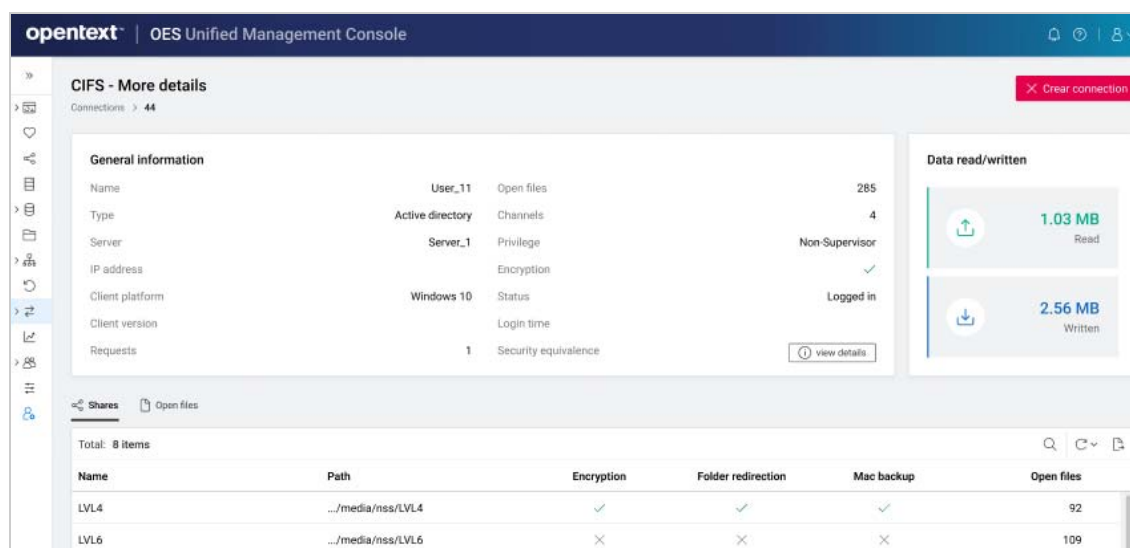 opentext™ | OES Unified Management Console
CIFS - More details
Connections > 44
Crear connection
General information
Name User_11 Open files 285
Type Active directory Channels 4
Server Server_1 Privilege Non-Supervisor
IP address Encryption
Client platform Windows 10 Status Logged in
Client version Login time
Requests 1 Security equivalence view details
Data read/written
1.03 MB
Read
2.56 MB
Written
Shares Open files
Total: 8 items
Name Path Encryption Folder redirection Mac backup Open files
LVL4 .../media/nss/LVL4 92
LVL6 .../media/nss/LVL6 109